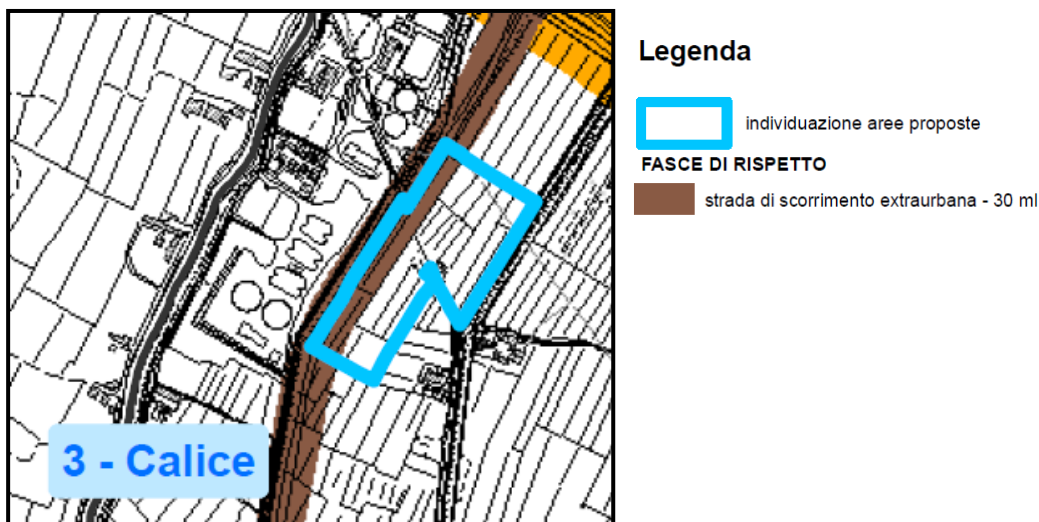 Legenda
individuazione aree proposte
FASCE DI RISPETTO
strada di scorrimento extraurbana - 30 ml
3 - Calice